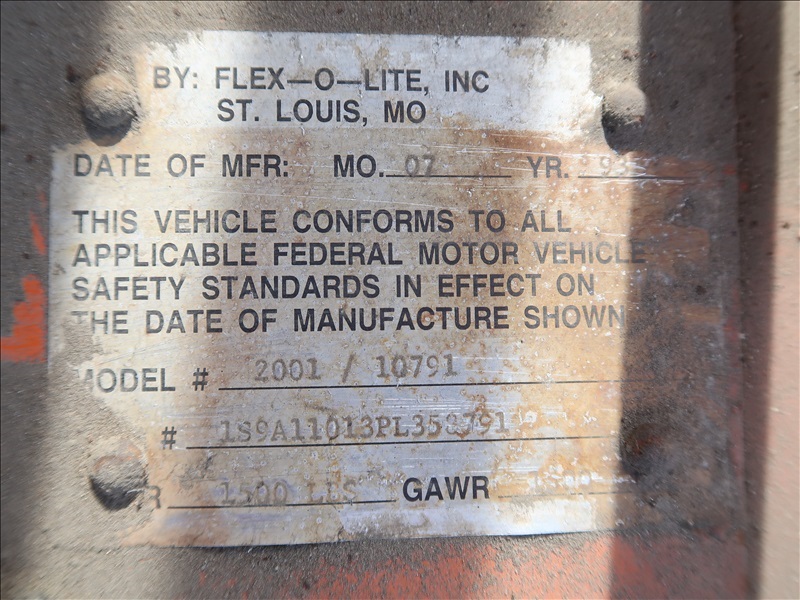 BY: FLEX—O—LITE, INC
ST. LOUIS, MO
DATE OF MFR: MO. 07 YR. 93
THIS VEHICLE CONFORMS TO ALL
APPLICABLE FEDERAL MOTOR VEHICLE
SAFETY STANDARDS IN EFFECT ON
THE DATE OF MANUFACTURE SHOWN
MODEL # 2001 / 10791
# 1S9A11013PL358791
R 1500 LBS GAWR